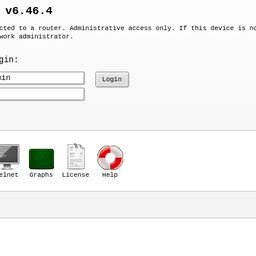 v6.46.4
cted to a router. Administrative access only. If this device is no
work administrator.
gin:
min
Login
elnet Graphs License Help